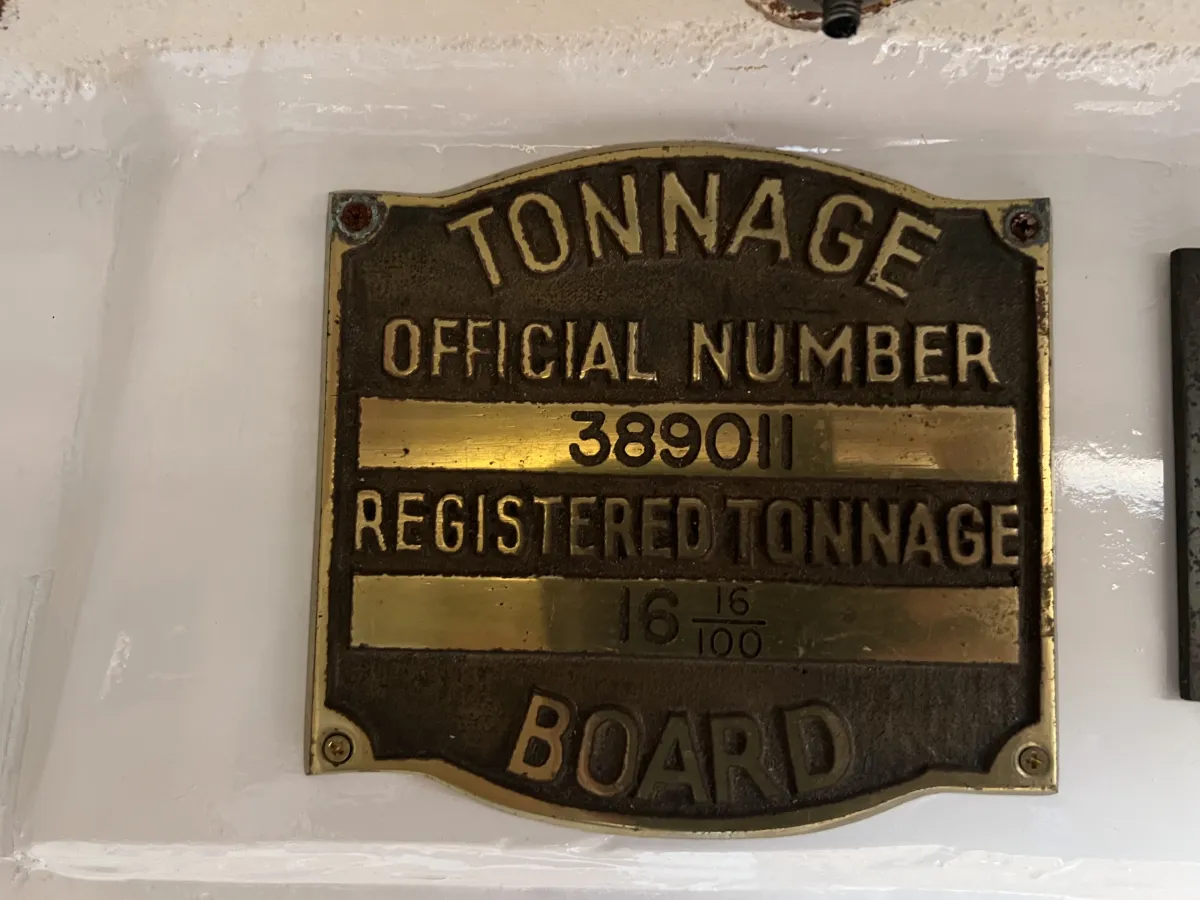 TONNAGE
OFFICIAL NUMBER
389011
REGISTERED TONNAGE
16 16/100
BOARD